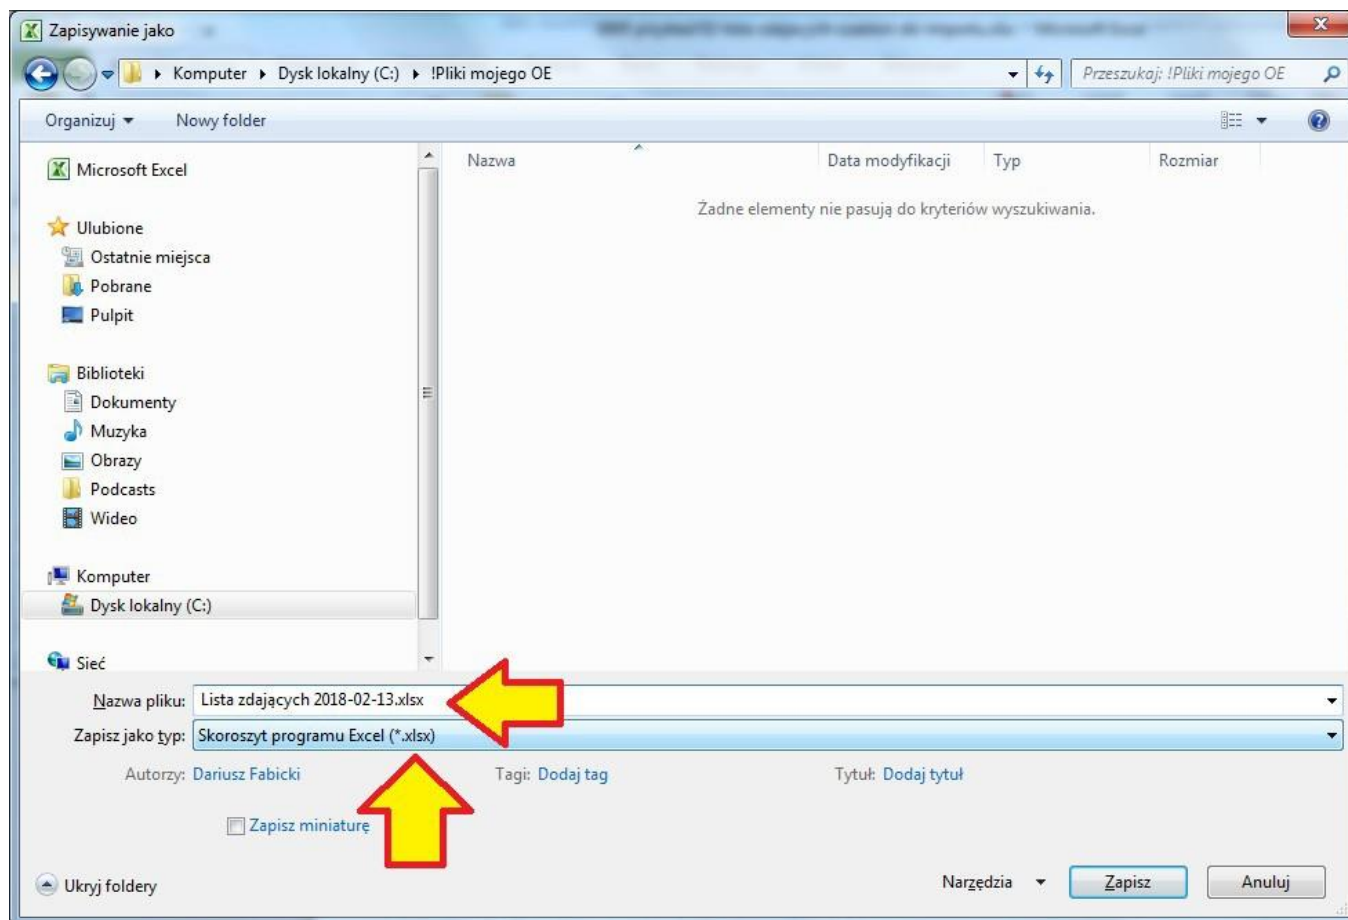 Zapisywanie jako
Komputer Dysk lokalny (C:) !Pliki mojego OE Przeszukaj: !Pliki mojego OE
Organizuj Nowy folder
Microsoft Excel
Nazwa Data modyfikacji Typ Rozmiar
Żadne elementy nie pasują do kryteriów wyszukiwania.
Ulubione
Ostatnie miejsca
Pobrane
Pulpit
Biblioteki
Dokumenty
Muzyka
Obrazy
Podcasts
Wideo
Komputer
Dysk lokalny (C:)
Sieć
Nazwa pliku: Lista zdających 2018-02-13.xlsx
Zapisz jako typ: Skoroszyt programu Excel (*.xlsx)
Autorzy: Dariusz Fabicki Tagi: Dodaj tag Tytuł: Dodaj tytuł
Zapisz miniaturę
Ukryj foldery Narzędzia Zapisz Anuluj